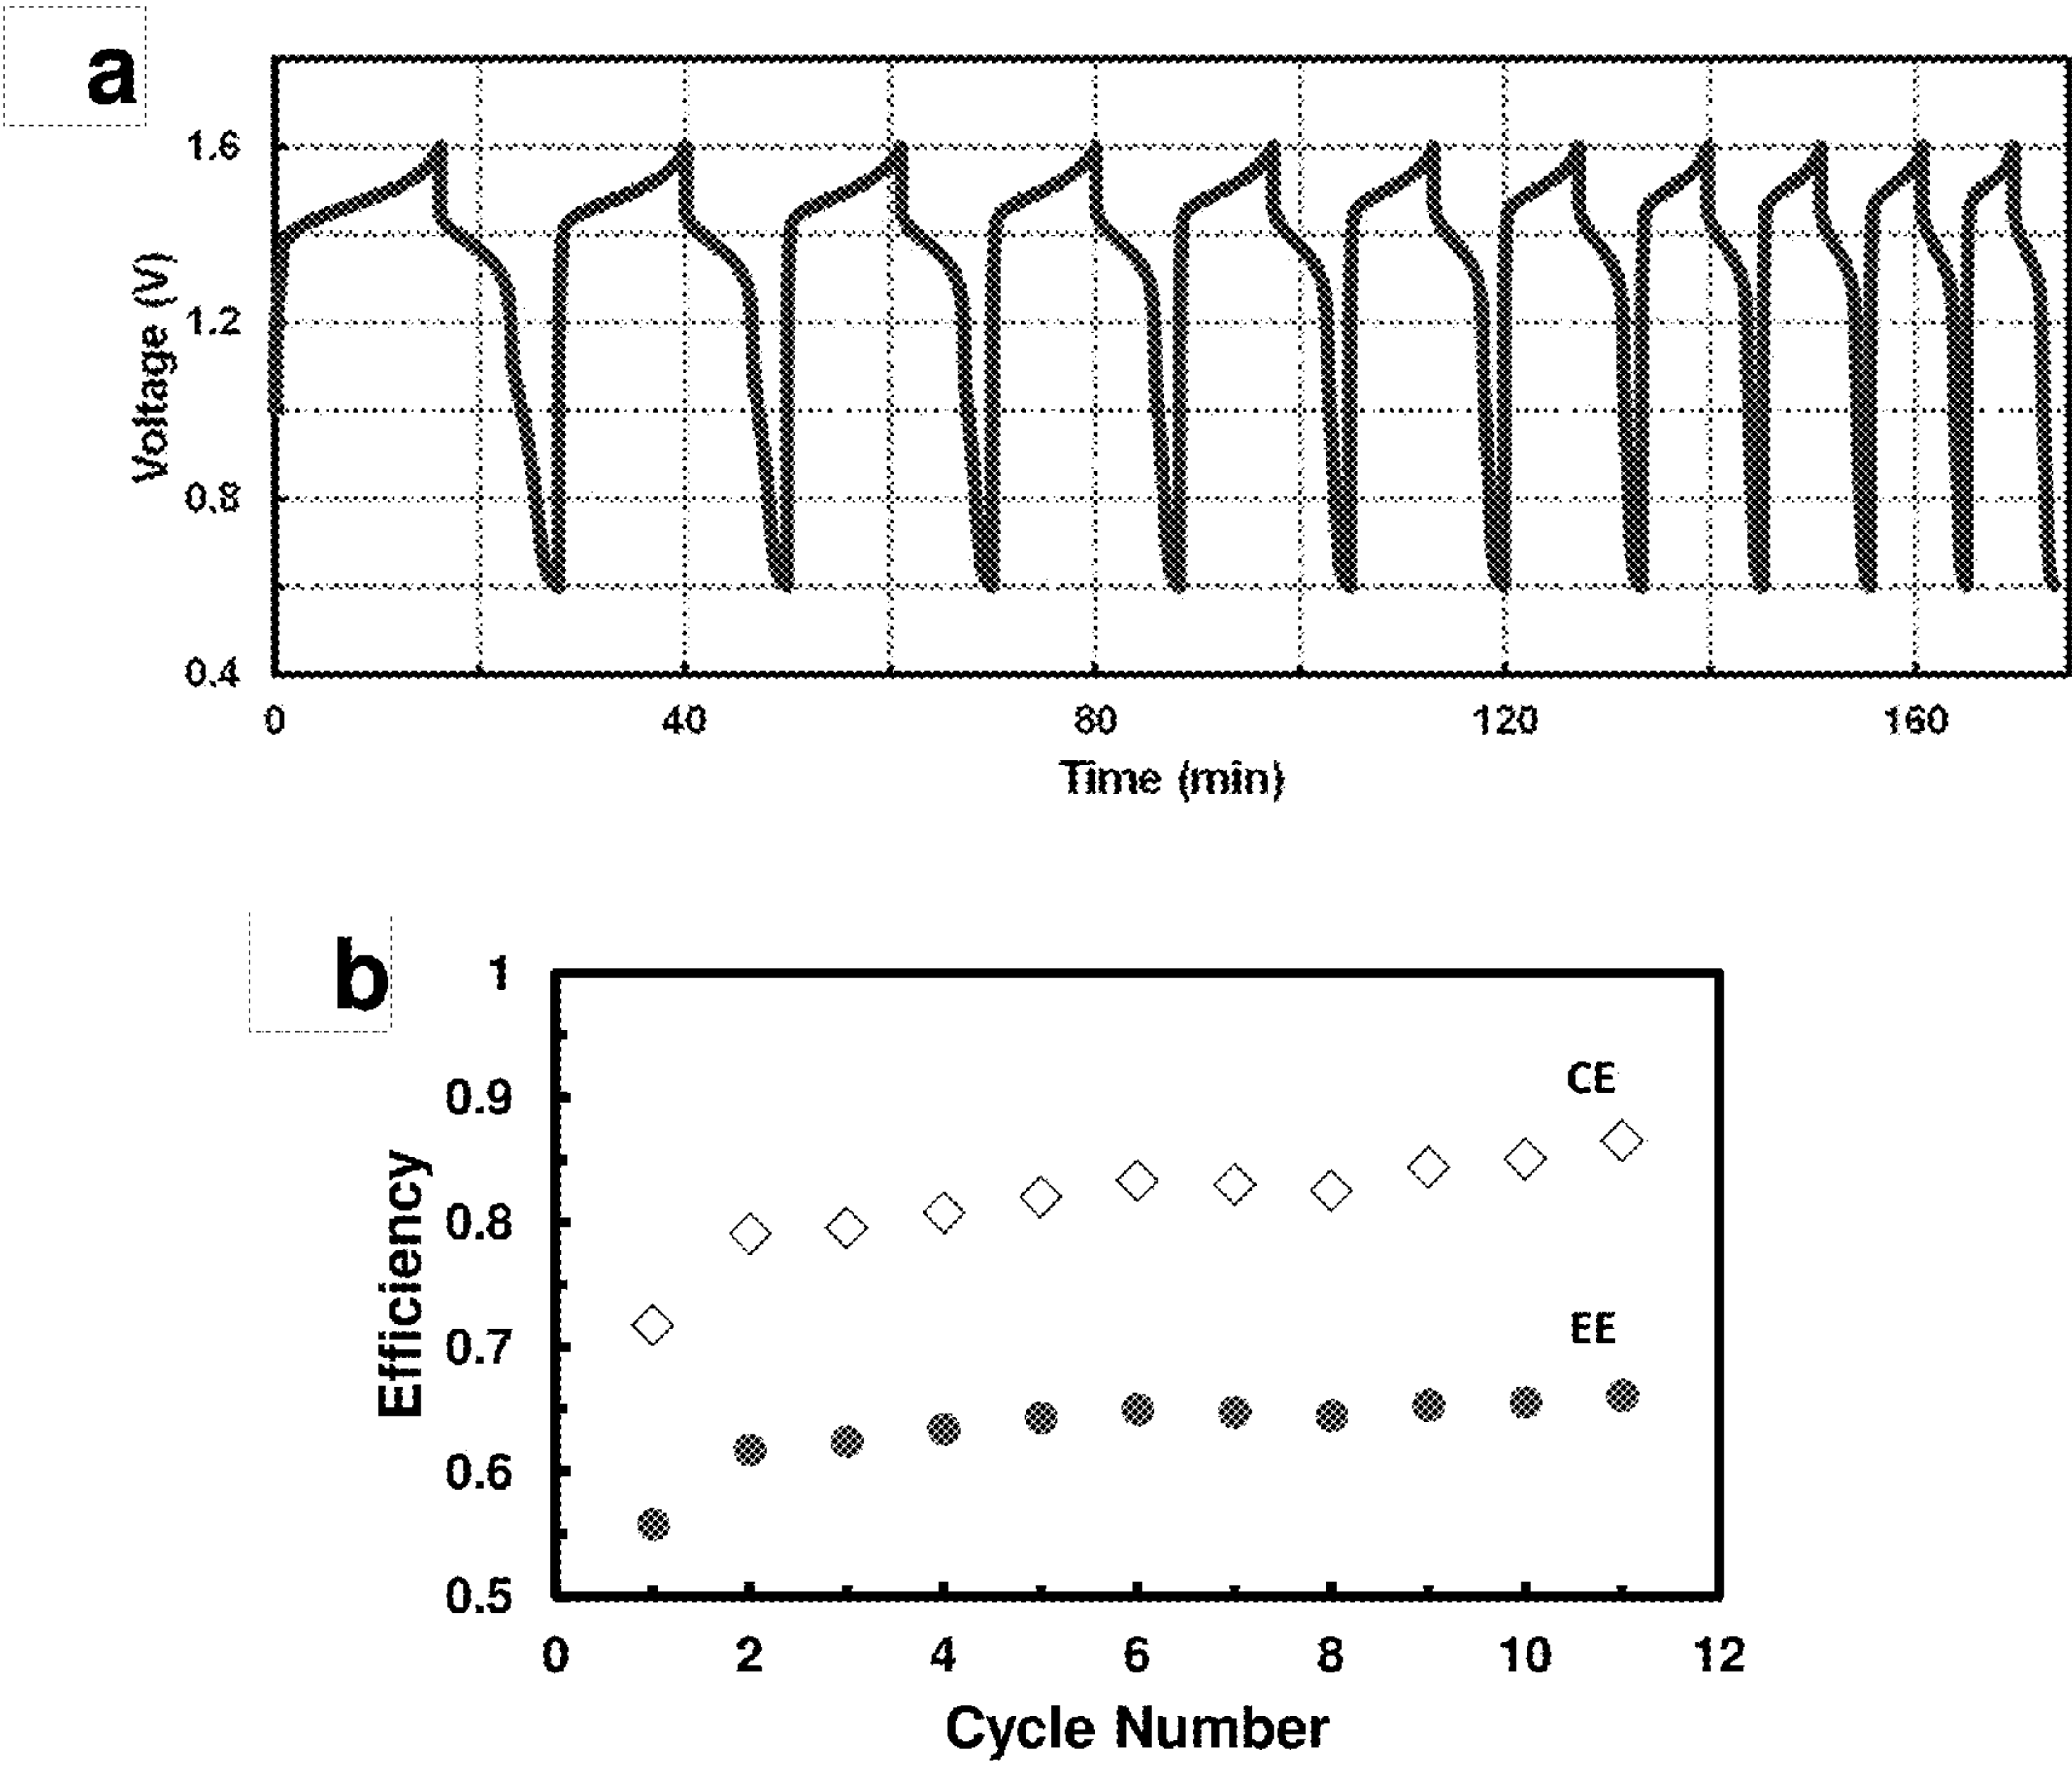 a
1.6
1.2
0.8
0.4
Voltage (V)
0 40 80 120 160
Time (min)
b
1
0.9
0.8
0.7
0.6
0.5
Efficiency
CE
EE
0 2 4 6 8 10 12
Cycle Number